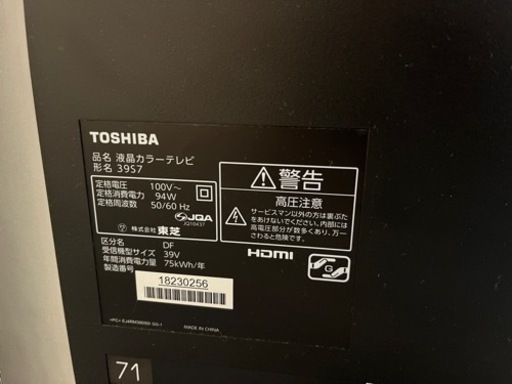 TOSHIBA
品名 液晶カラーテレビ
形名 39S7
定格電圧 100V～
定格消費電力 94W
定格周波数 50/60 Hz
JQA
株式会社 東芝
区分名 DF
受信機型サイズ 39V
年間消費電力量 75kWh/年
製造番号
18230256
MADE IN CHINA
警告
高圧注意
サービスマン以外の方は裏ぶたをあけないでください。内部には高電圧部分が数多くあり、万一さわると危険です。
HDMI
G
71